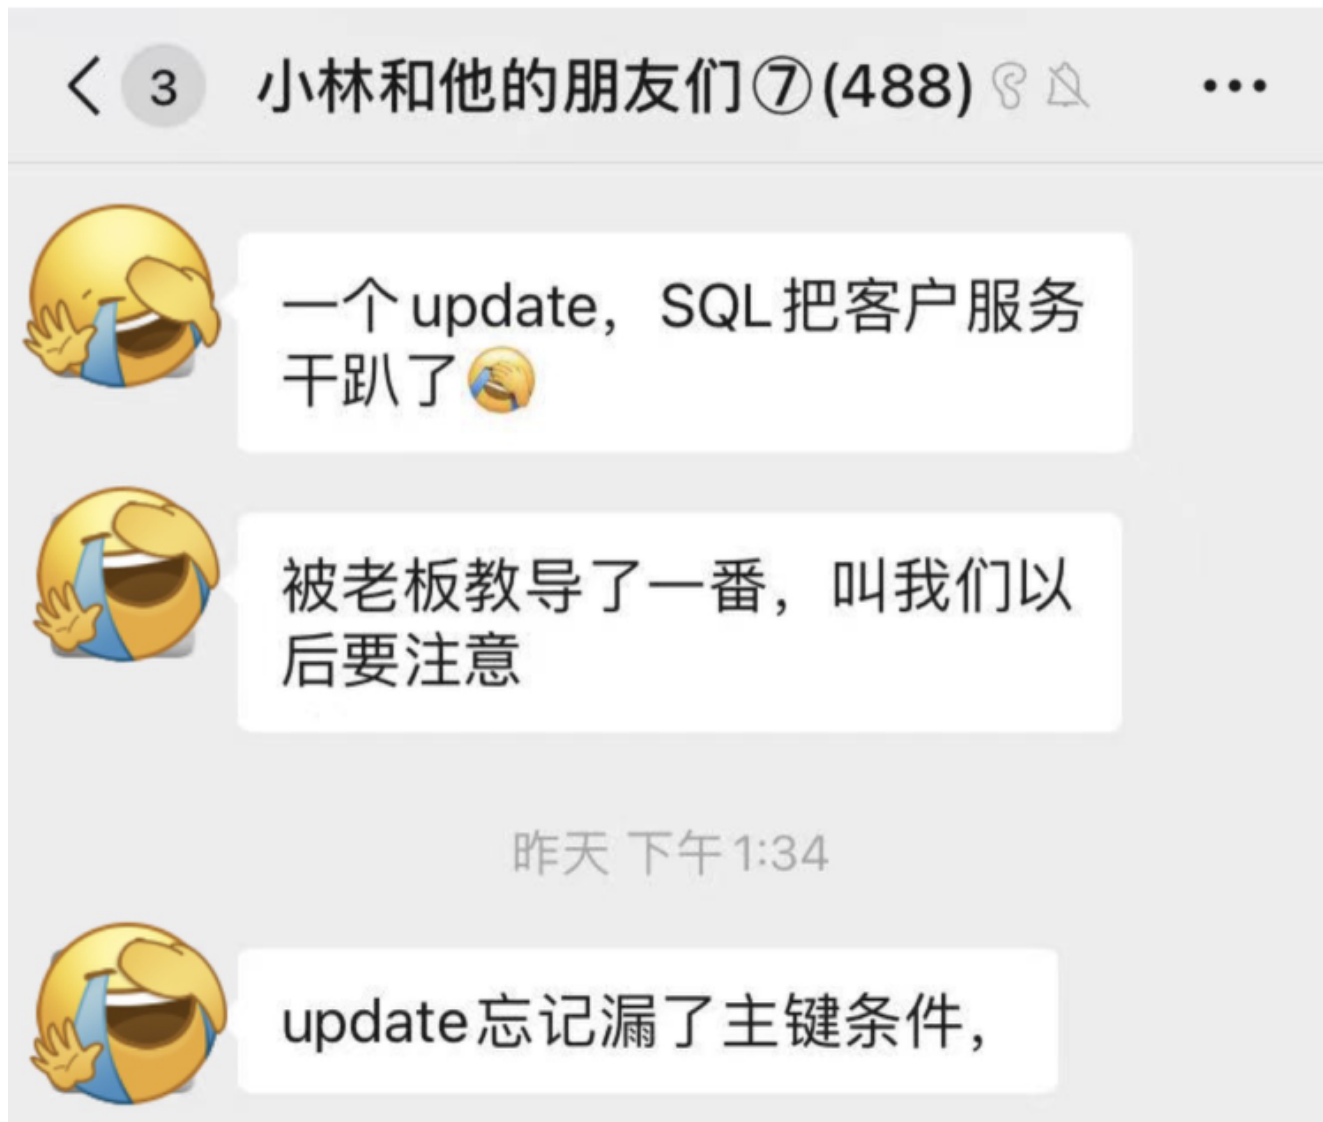 3 小林和他的朋友们⑦(488)
一个update，SQL把客户服务
干趴了
被老板教导了一番，叫我们以
后要注意
昨天 下午1:34
update忘记漏了主键条件，